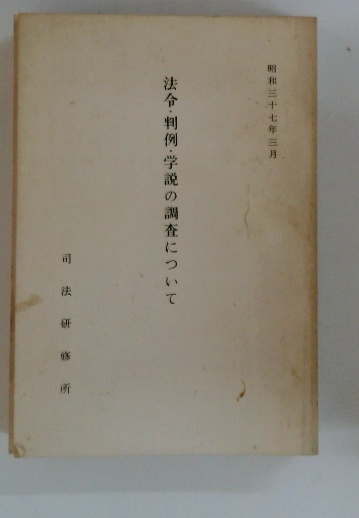 昭和三十七年三月
法令・判例・学説の調査について
司法研修所